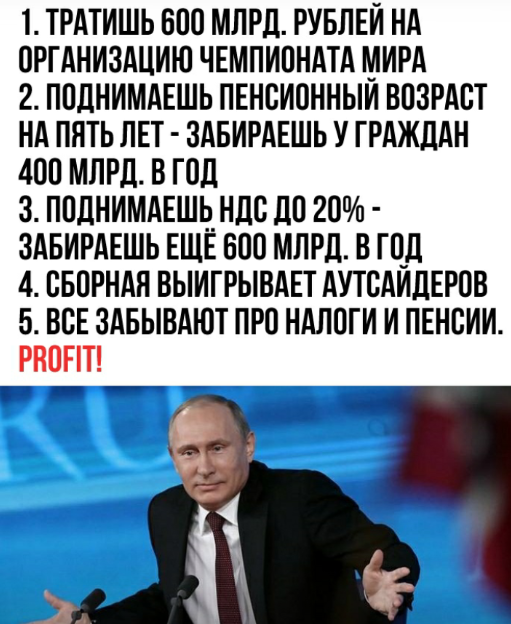 1. ТРАТИШЬ 600 МЛРД. РУБЛЕЙ НА
ОРГАНИЗАЦИЮ ЧЕМПИОНАТА МИРА
2. ПОДНИМАЕШЬ ПЕНСИОННЫЙ ВОЗРАСТ
НА ПЯТЬ ЛЕТ - ЗАБИРАЕШЬ У ГРАЖДАН
400 МЛРД. В ГОД
3. ПОДНИМАЕШЬ НДС ДО 20% -
ЗАБИРАЕШЬ ЕЩЁ 600 МЛРД. В ГОД
4. СБОРНАЯ ВЫИГРЫВАЕТ АУТСАЙДЕРОВ
5. ВСЕ ЗАБЫВАЮТ ПРО НАЛОГИ И ПЕНСИИ.
PROFIT!